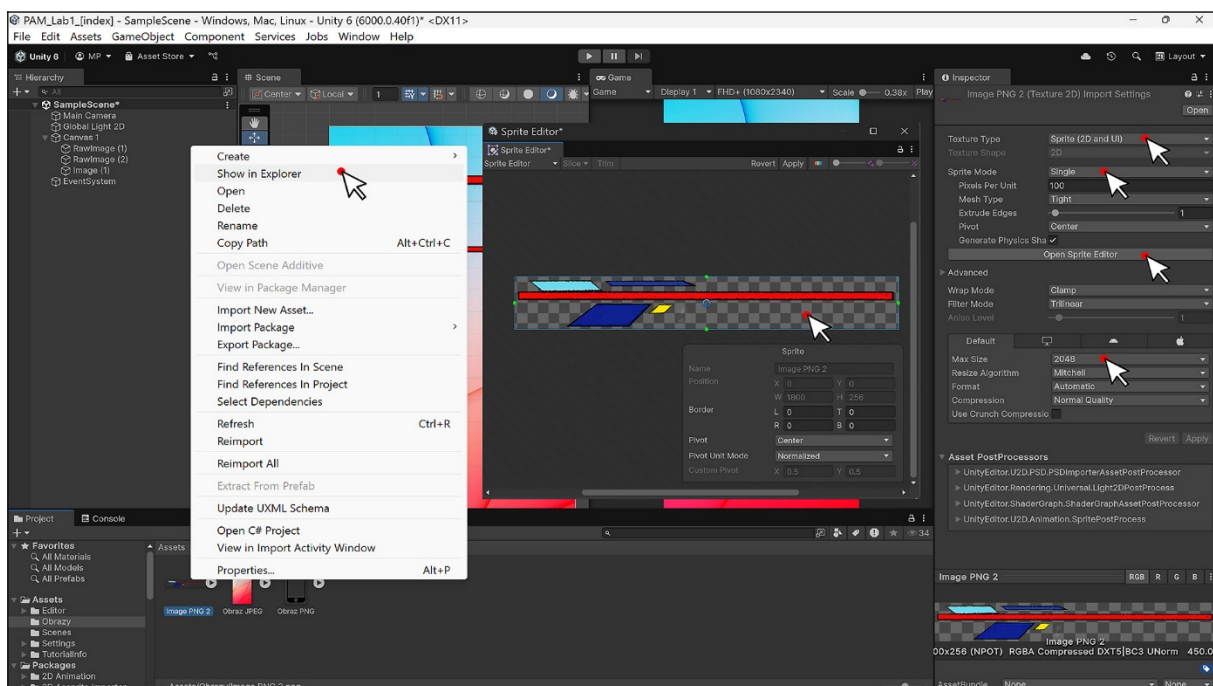 PAM_Lab1_[index] - SampleScene - Windows, Mac, Linux - Unity 6 (6000.0.40f1)* <DX11>
File Edit Assets GameObject Component Services Jobs Window Help
Unity 6 MP Asset Store Layout
Hierarchy
All
SampleScene*
Main Camera
Global Light 2D
Canvas 1
RawImage (1)
RawImage (2)
Image (1)
EventSystem
Scene
Center Local 1
Game
Game Display 1 FHD+ (1080x2340) Scale 0.38x Play
Create
Show in Explorer
Open
Delete
Rename
Copy Path Alt+Ctrl+C
Open Scene Additive
View in Package Manager
Import New Asset...
Import Package
Export Package...
Find References In Scene
Find References In Project
Select Dependencies
Refresh Ctrl+R
Reimport
Reimport All
Extract From Prefab
Update UXML Schema
Open C# Project
View in Import Activity Window
Properties... Alt+P
Sprite Editor*
Sprite Editor*
Sprite Editor Slice Trim Revert Apply
Sprite
Name Image PNG 2
Position X 0 Y 0
W 1800 H 256
Border L 0 T 0
R 0 B 0
Pivot Center
Pivot Unit Mode Normalized
Custom Pivot X 0.5 Y 0.5
Inspector
Image PNG 2 (Texture 2D) Import Settings
Open
Texture Type Sprite (2D and UI)
Texture Shape 2D
Sprite Mode Single
Pixels Per Unit 100
Mesh Type Tight
Extrude Edges 1
Pivot Center
Generate Physics Sha
Open Sprite Editor
Advanced
Wrap Mode Clamp
Filter Mode Trilinear
Aniso Level 1
Default
Max Size 2048
Resize Algorithm Mitchell
Format Automatic
Compression Normal Quality
Use Crunch Compressio
Revert Apply
Asset PostProcessors
UnityEditor.U2D.PSD.PSDImporterAssetPostProcessor
UnityEditor.Rendering.Universal.Light2DPostProcess
UnityEditor.ShaderGraph.ShaderGraphAssetPostProcessor
UnityEditor.U2D.Animation.SpritePostProcess
Image PNG 2 RGB R G B
Image PNG 2
00x256 (NPOT) RGBA Compressed DXT5|BC3 UNorm 450.0
AssetBundle None None
Project Console
34
Favorites
All Materials
All Models
All Prefabs
Assets
Editor
Obrazy
Scenes
Settings
TutorialInfo
Packages
2D Animation
Assets
Image PNG 2 Obraz JPEG Obraz PNG